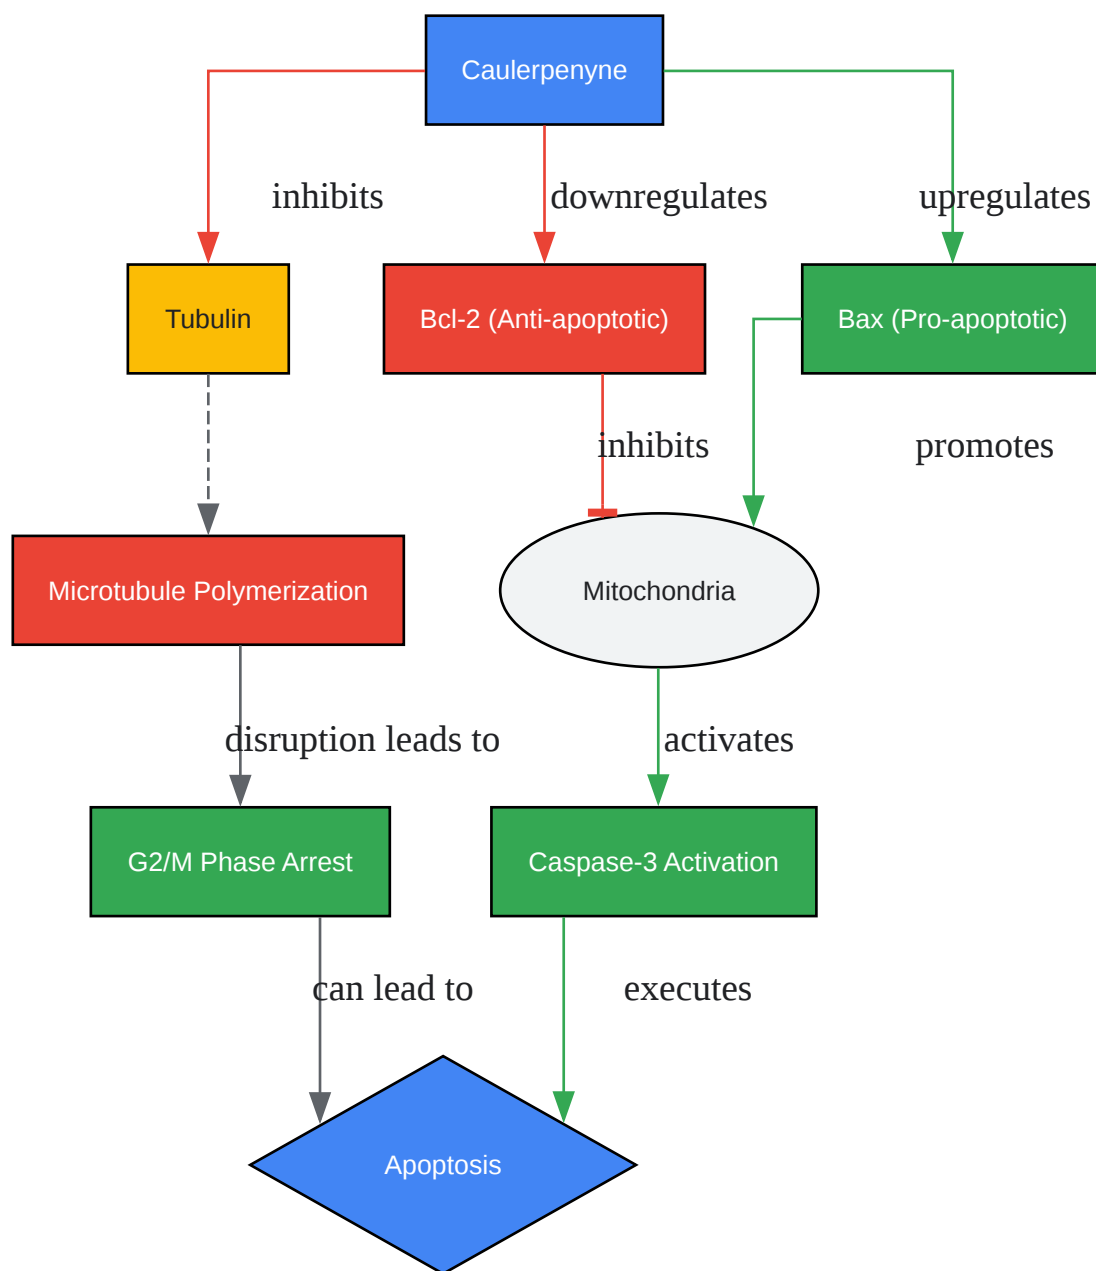 Caulerpenyne
inhibits
downregulates
upregulates
Tubulin
Bcl-2 (Anti-apoptotic)
Bax (Pro-apoptotic)
inhibits
promotes
Microtubule Polymerization
Mitochondria
disruption leads to
activates
G2/M Phase Arrest
Caspase-3 Activation
can lead to
executes
Apoptosis